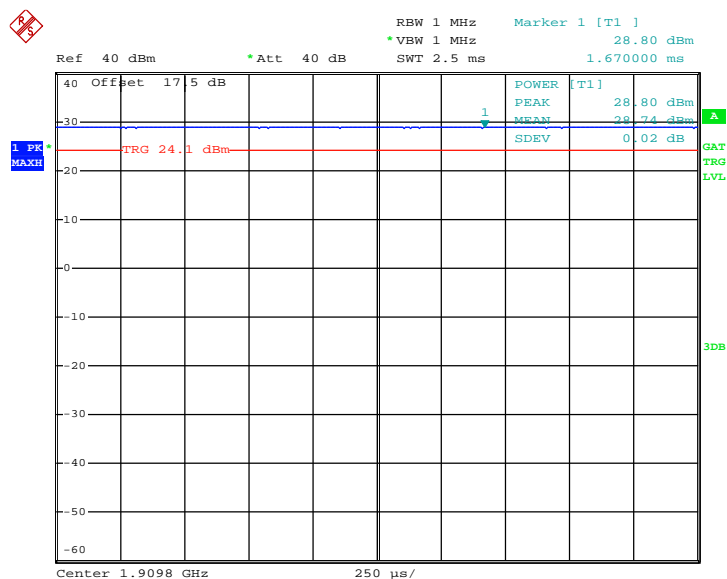 R S
RBW 1 MHz Marker 1 [T1 ]
*VBW 1 MHz 28.80 dBm
Ref 40 dBm *Att 40 dB SWT 2.5 ms 1.670000 ms
40 Offset 17.5 dB POWER [T1]
PEAK 28.80 dBm
1
A
30 MEAN 28.74 dBm
SDEV 0.02 dB
1 PK *
MAXH
TRG 24.1 dBm
GAT
TRG
LVL
20
10
0
-10
3DB
-20
-30
-40
-50
-60
Center 1.9098 GHz 250 µs/